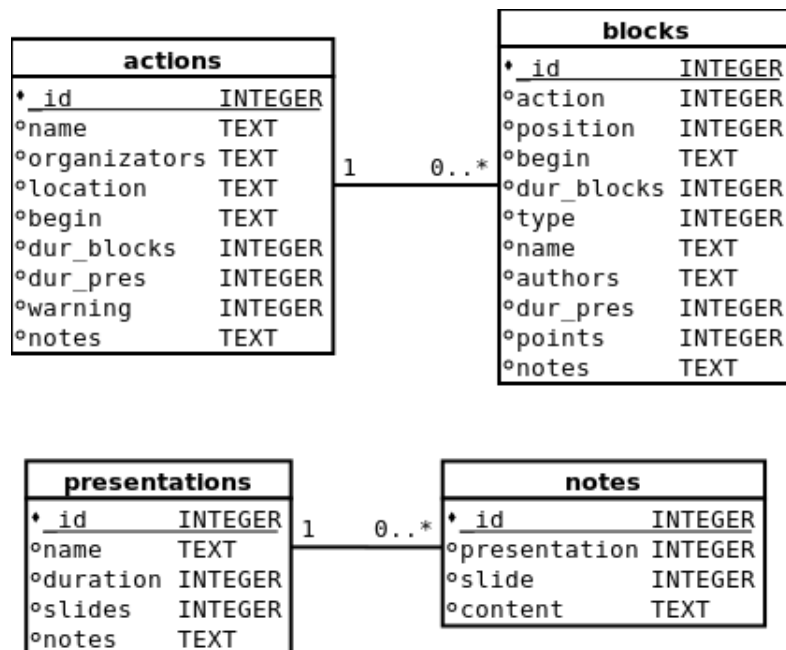 actions
_id INTEGER
name TEXT
organizators TEXT
location TEXT
begin TEXT
dur_blocks INTEGER
dur_pres INTEGER
warning INTEGER
notes TEXT
1 0..*
blocks
_id INTEGER
action INTEGER
position INTEGER
begin TEXT
dur_blocks INTEGER
type INTEGER
name TEXT
authors TEXT
dur_pres INTEGER
points INTEGER
notes TEXT
presentations
_id INTEGER
name TEXT
duration INTEGER
slides INTEGER
notes TEXT
1 0..*
notes
_id INTEGER
presentation INTEGER
slide INTEGER
content TEXT